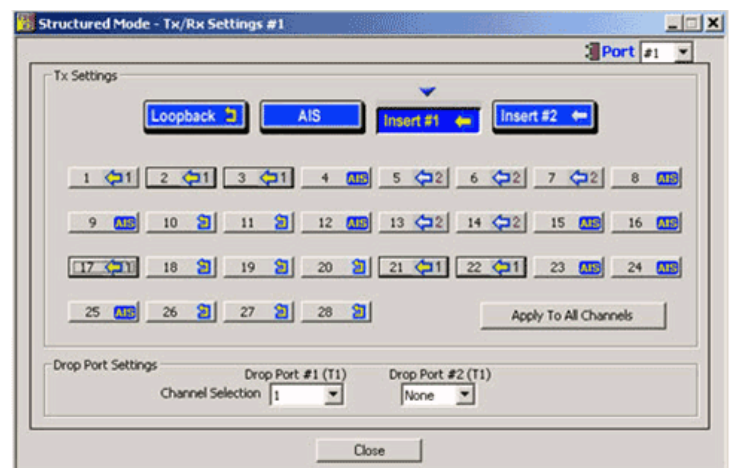 Structured Mode - Tx/Rx Settings #1
Port #1
Tx Settings
Loopback AIS Insert #1 Insert #2
1 1 2 1 3 1 4 AIS 5 2 6 2 7 2 8 AIS
9 AIS 10 11 12 AIS 13 2 14 2 15 AIS 16 AIS
17 1 18 19 20 21 1 22 1 23 AIS 24 AIS
25 AIS 26 27 28 Apply To All Channels
Drop Port Settings
Drop Port #1 (T1) Drop Port #2 (T1)
Channel Selection 1 None
Close